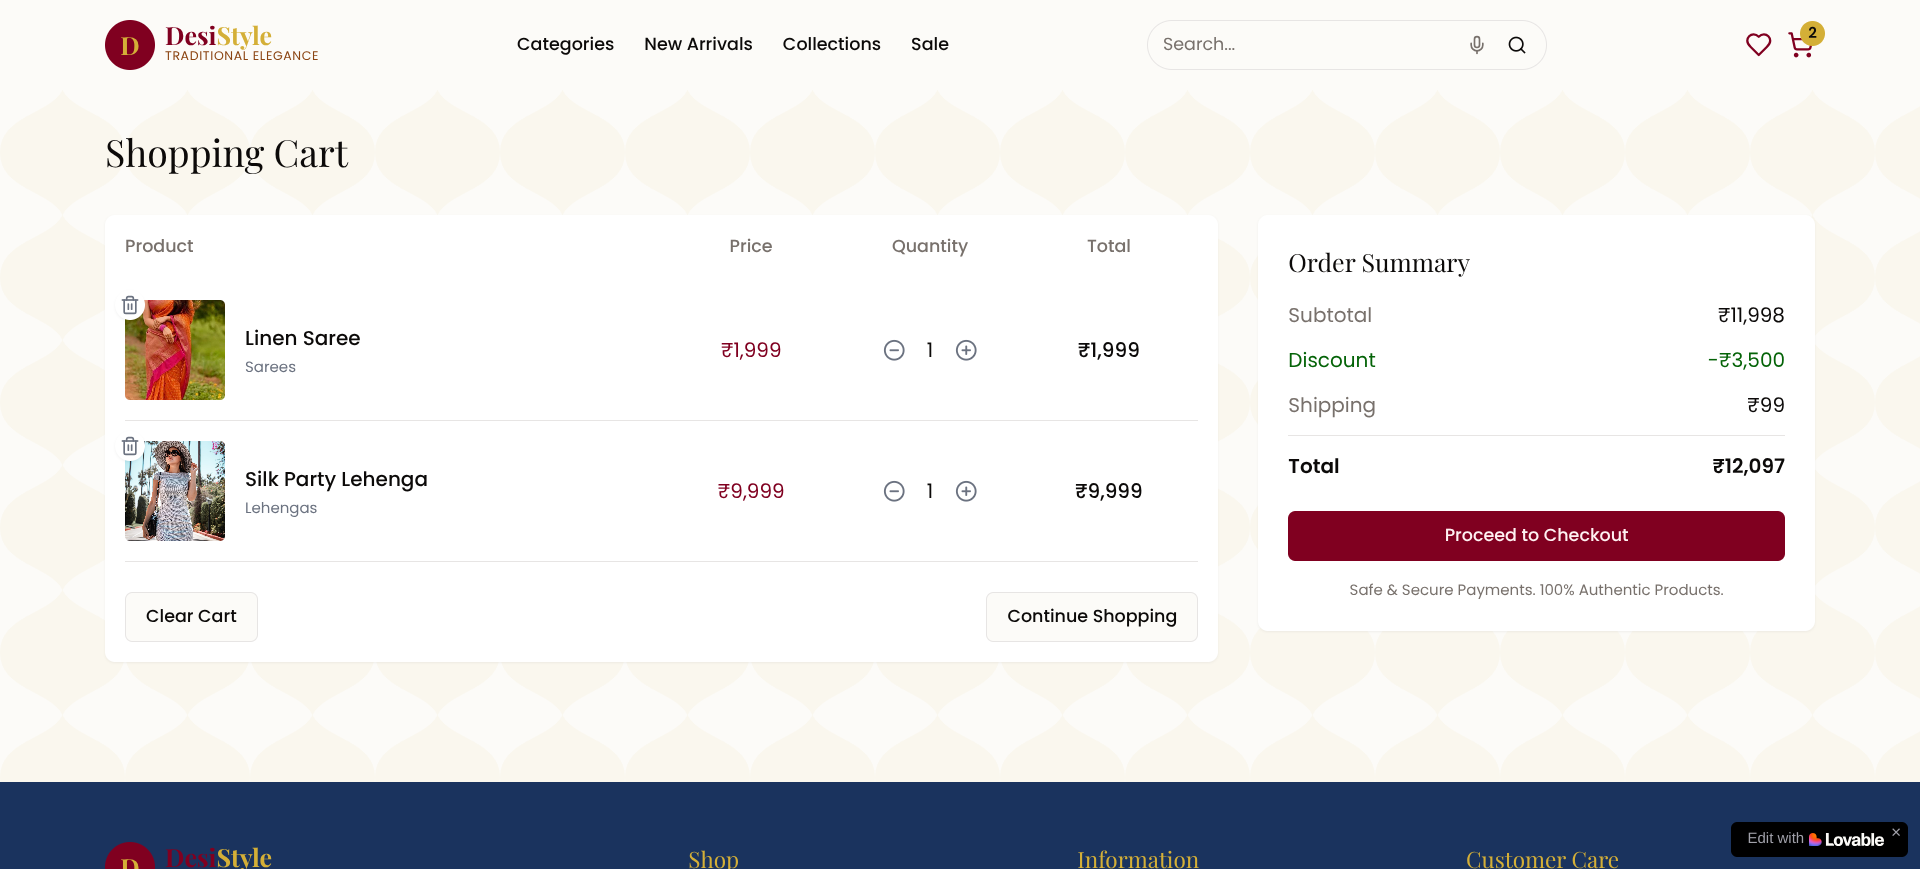 D
DesiStyle
TRADITIONAL ELEGANCE
Categories
New Arrivals
Collections
Sale
Search...
2
Shopping Cart
Product
Price
Quantity
Total
Linen Saree
Sarees
₹1,999
1
₹1,999
Silk Party Lehenga
Lehengas
₹9,999
1
₹9,999
Clear Cart
Continue Shopping
Order Summary
Subtotal
₹11,998
Discount
-₹3,500
Shipping
₹99
Total
₹12,097
Proceed to Checkout
Safe & Secure Payments. 100% Authentic Products.
D
DesiStyle
Shop
Information
Customer Care
Edit with Lovable